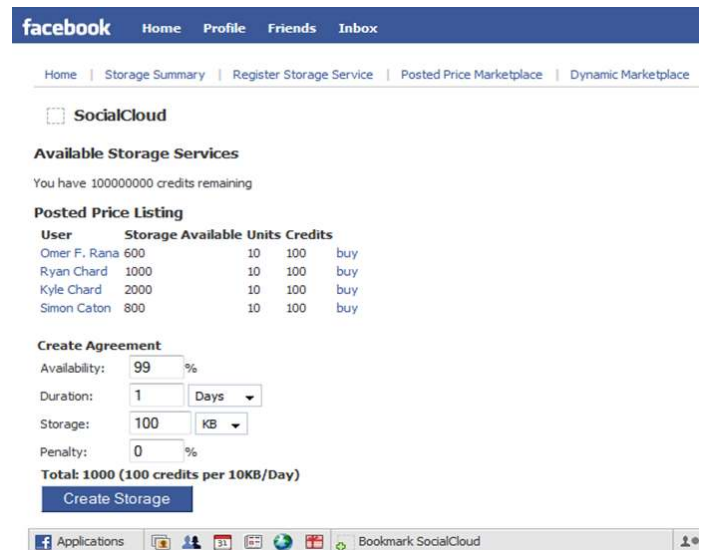 facebook Home Profile Friends Inbox
Home | Storage Summary | Register Storage Service | Posted Price Marketplace | Dynamic Marketplace
SocialCloud
Available Storage Services
You have 100000000 credits remaining
Posted Price Listing
User Storage Available Units Credits
Omer F. Rana 600 10 100 buy
Ryan Chard 1000 10 100 buy
Kyle Chard 2000 10 100 buy
Simon Caton 800 10 100 buy
Create Agreement
Availability: 99 %
Duration: 1 Days
Storage: 100 KB
Penalty: 0 %
Total: 1000 (100 credits per 10KB/Day)
Create Storage
Applications 31 Bookmark SocialCloud